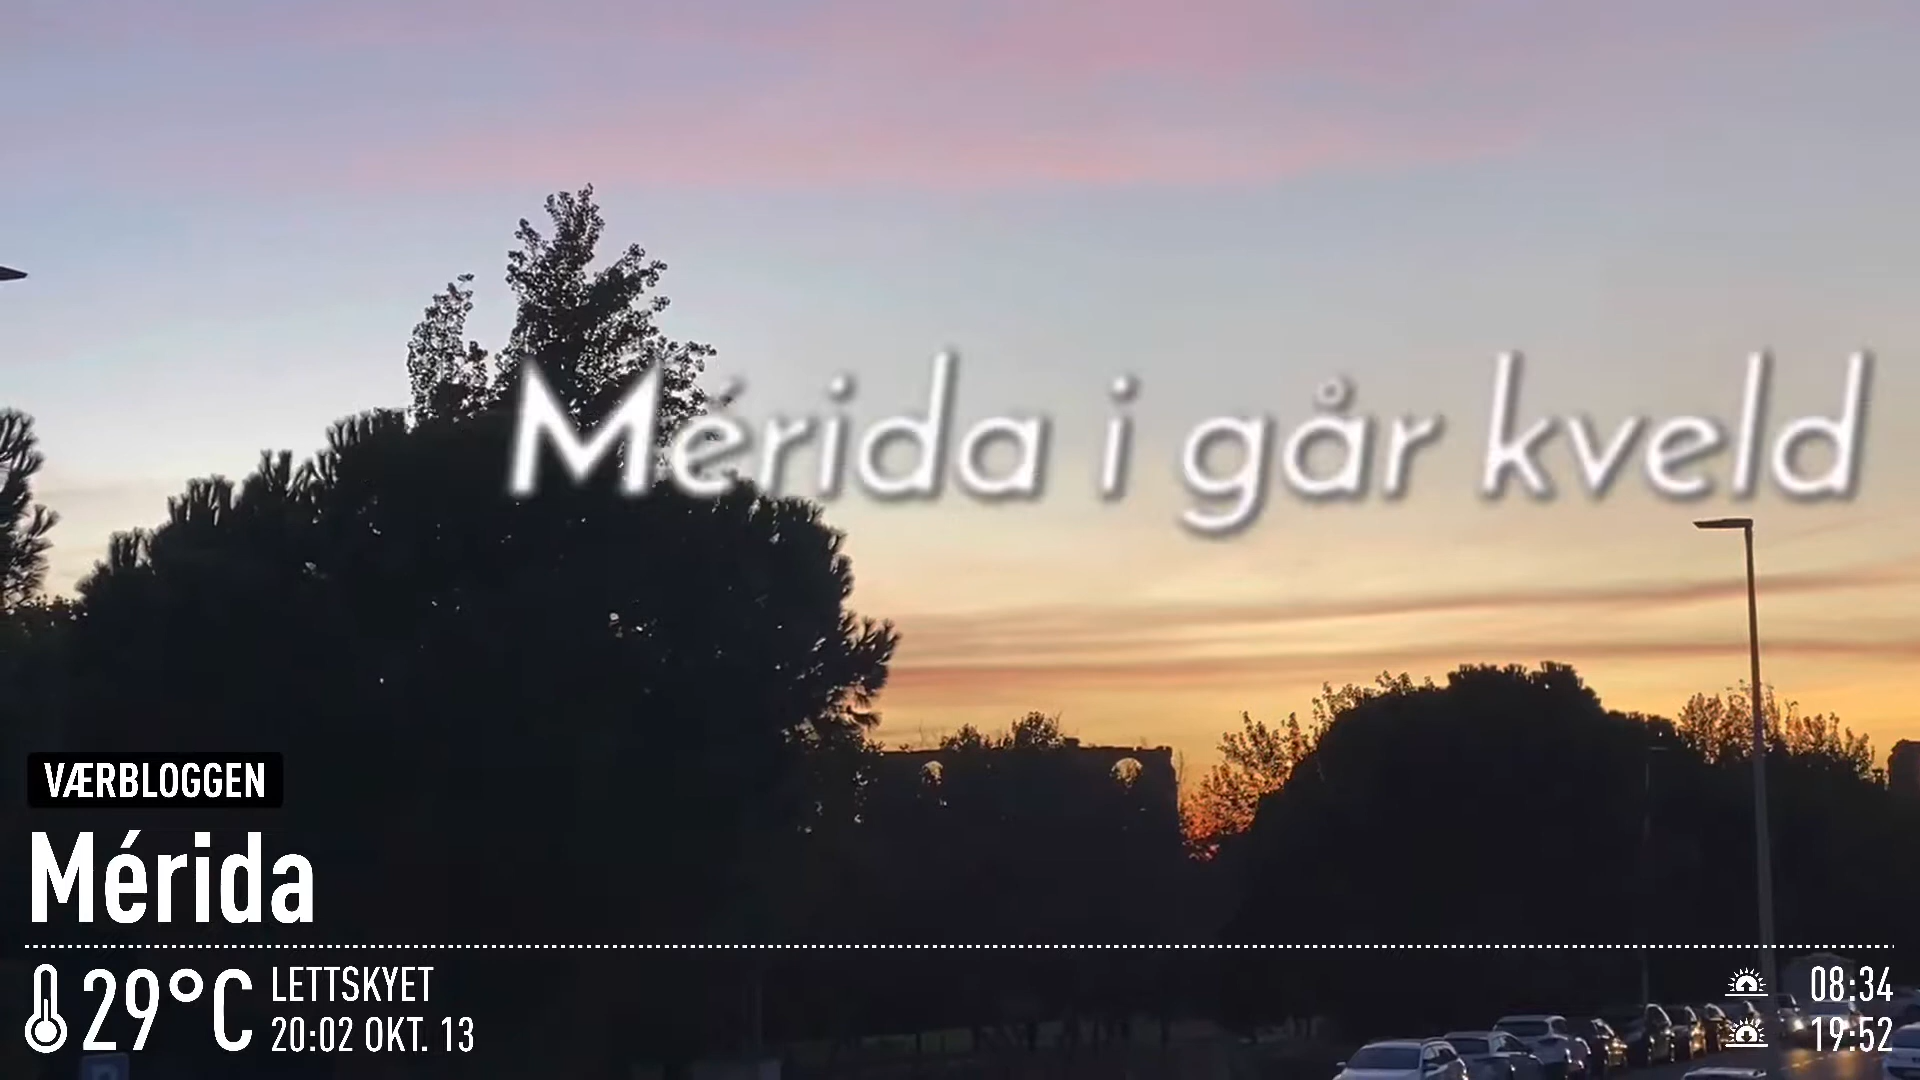 Mérida i går kveld
VÆRBLOGGEN
Mérida
29°C
LETTSKYET
20:02 OKT. 13
08:34
19:52